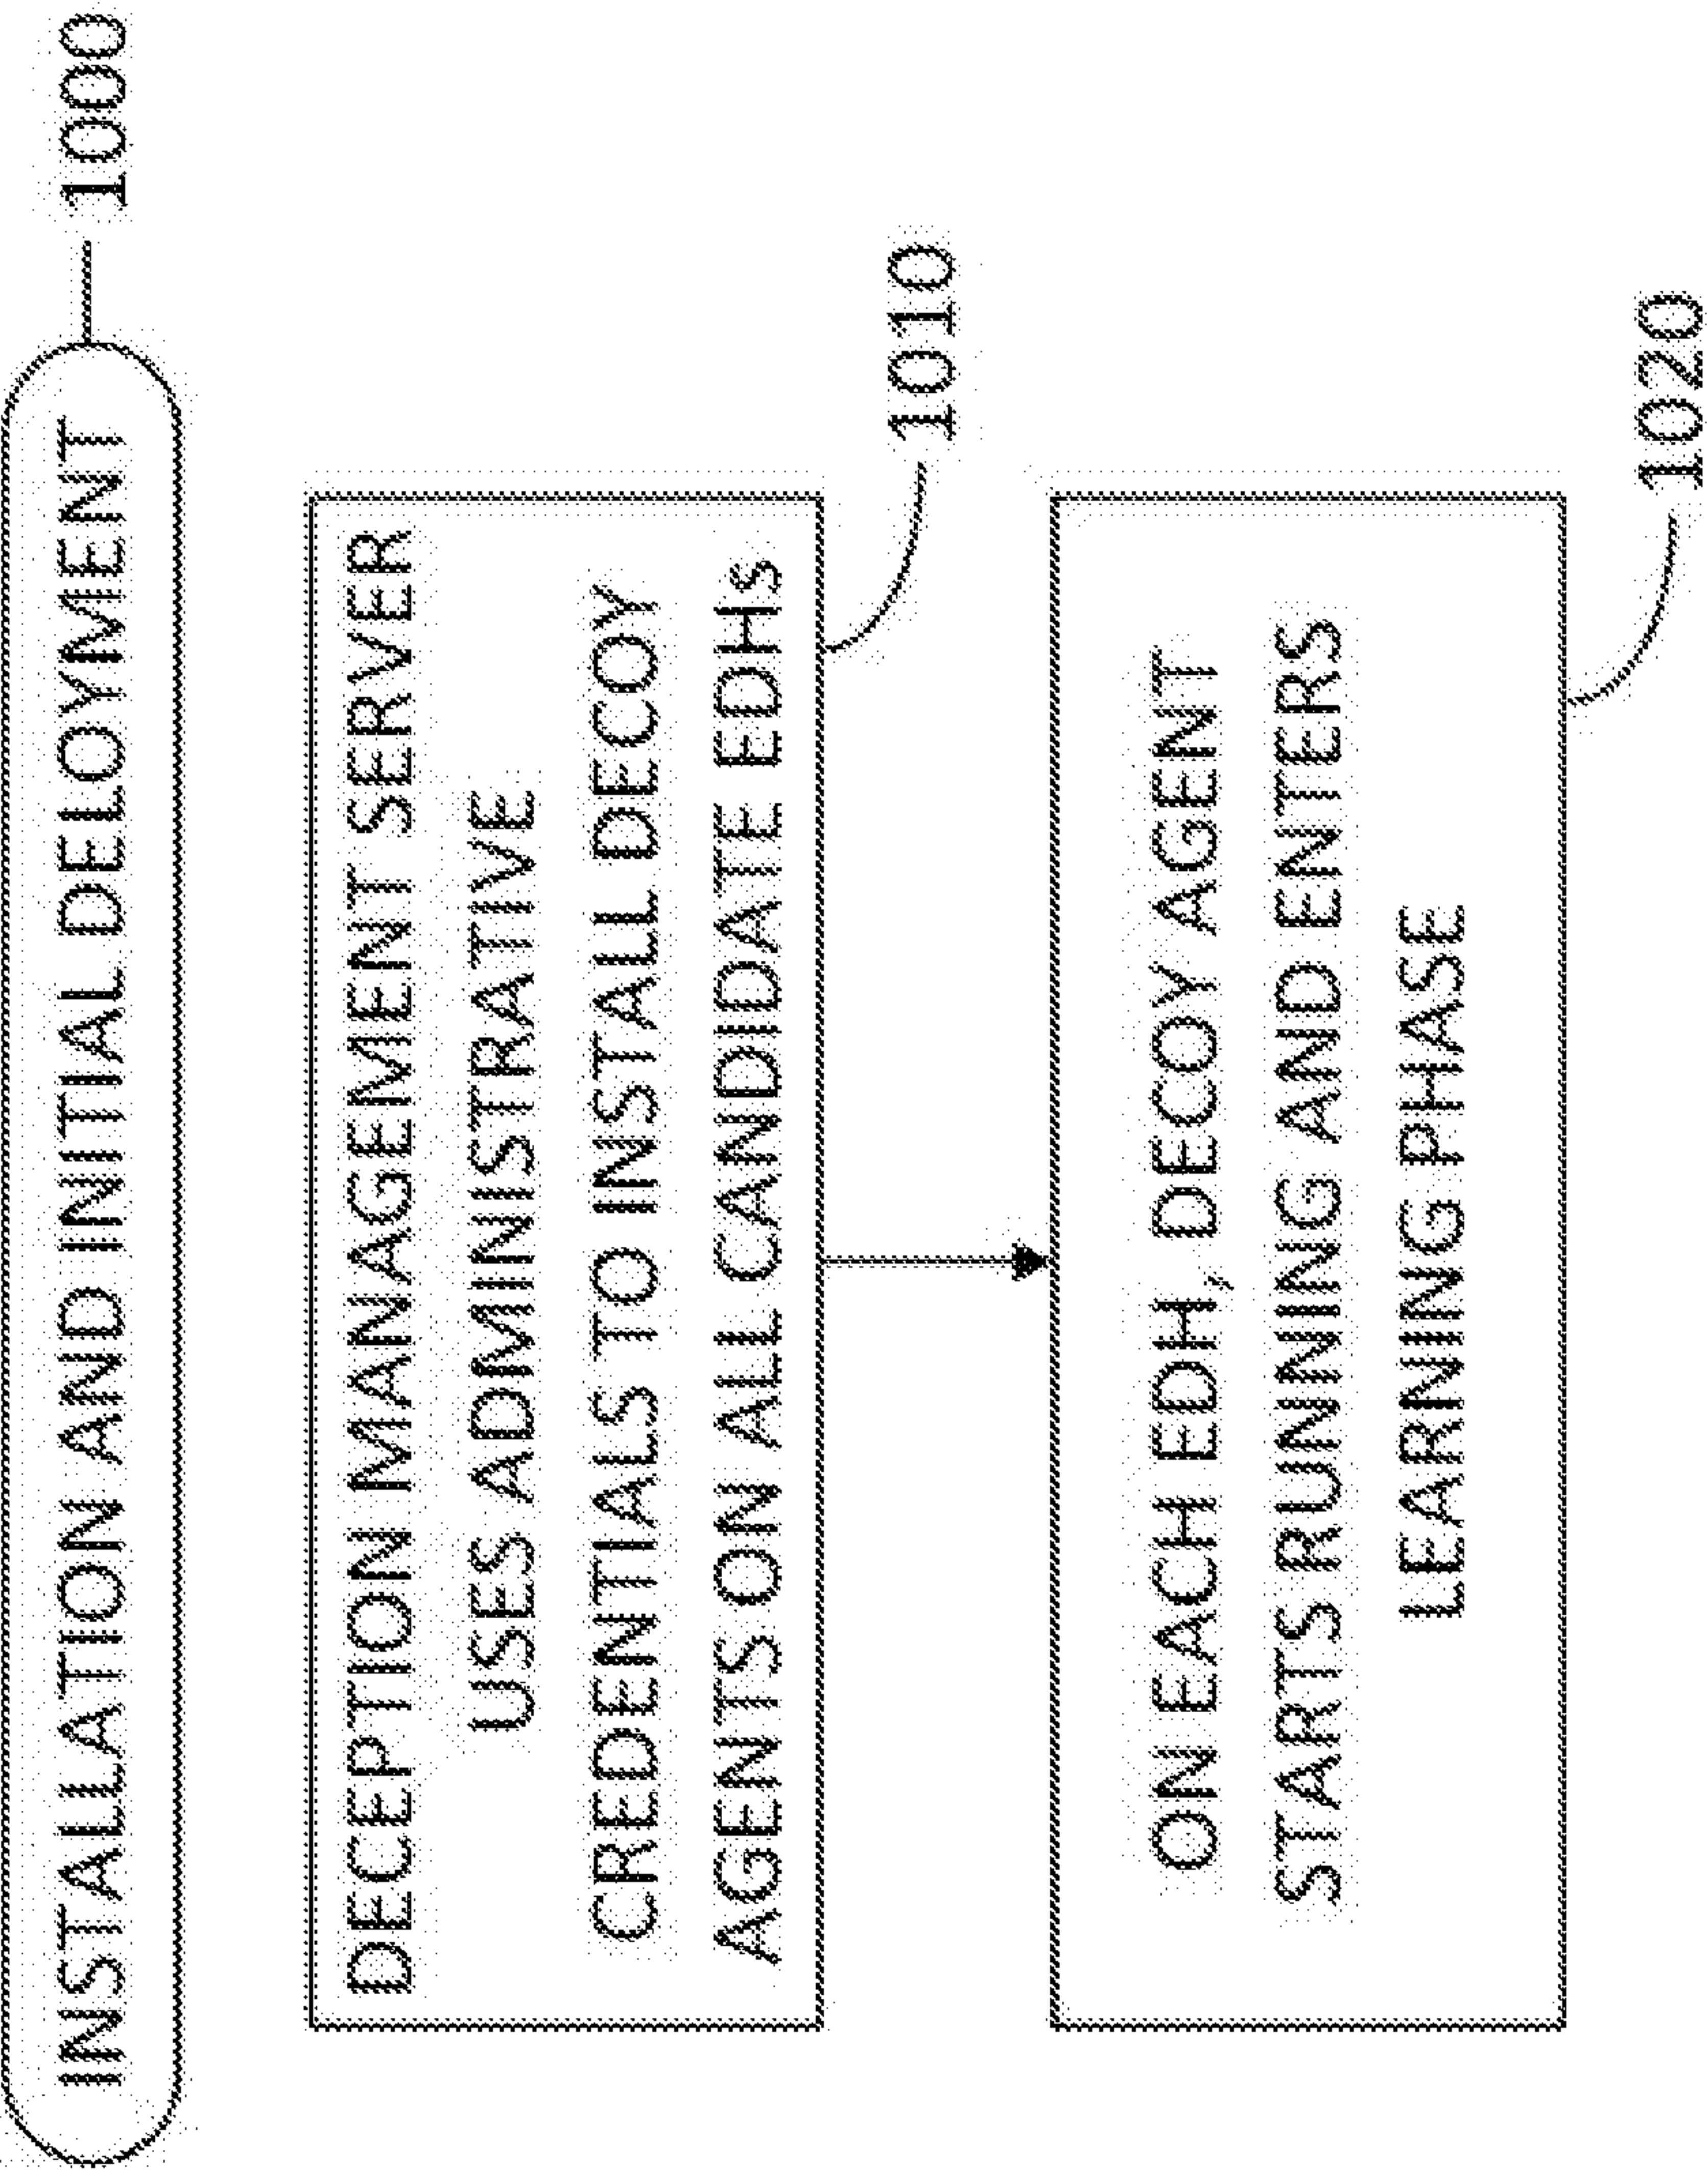 INSTALLATION AND INITIAL DELOYMENT
1000
DECEPTION MANAGEMENT SERVER
USES ADMINISTRATIVE
CREDENTIALS TO INSTALL DECOY
AGENTS ON ALL CANDIDATE EDHs
1010
ON EACH EDH, DECOY AGENT
STARTS RUNNING AND ENTERS
LEARNING PHASE
1020